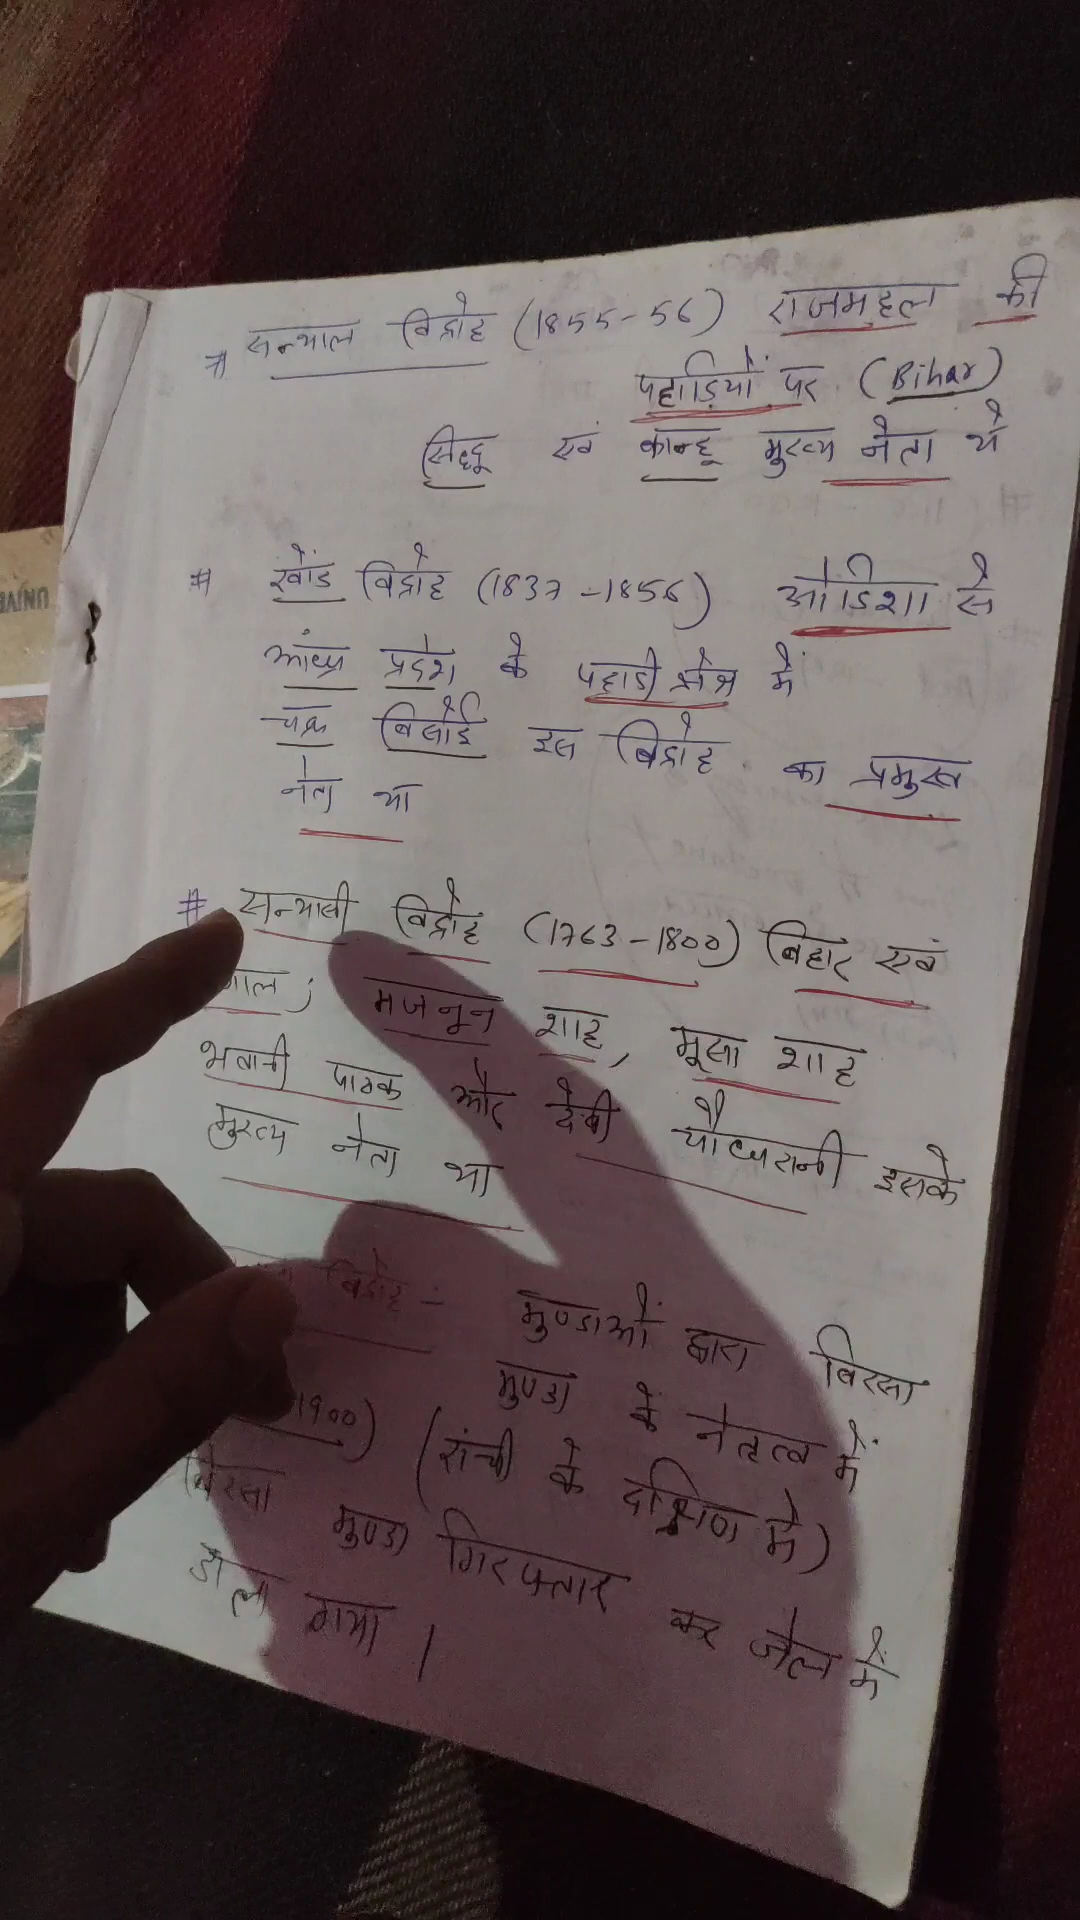 # सन्थाल विद्रोह (1855-56) राजमहल की
पहाड़ियों पर (Bihar)
सिद्धू एवं कान्हू मुख्य नेता थे
# खोंड विद्रोह (1837-1856) ओडिशा से
आंध्र प्रदेश के पहाडी क्षेत्र में
चक्र बिसोई इस विद्रोह का प्रमुख
नेता था
# सन्यासी विद्रोह (1763-1800) बिहार एवं
गाल; मजनून शाह, मूसा शाह
भवानी पाठक और देवी चौधरानी इसके
मुख्य नेता था
विद्रोह:- मुण्डाओं द्वारा बिरसा
मुण्डा के नेतृत्व में
1900) (रांची के दक्षिण में)
बिरसा मुण्डा गिरफ्तार कर जेल में
डाला गया।